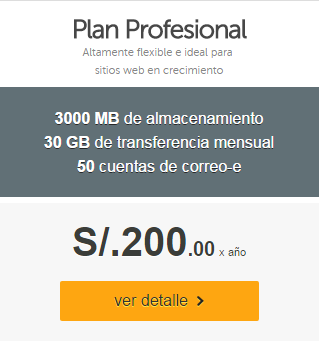 Plan Profesional
Altamente flexible e ideal para
sitios web en crecimiento
3000 MB de almacenamiento
30 GB de transferencia mensual
50 cuentas de correo-e
S/.200.00 x año
ver detalle >